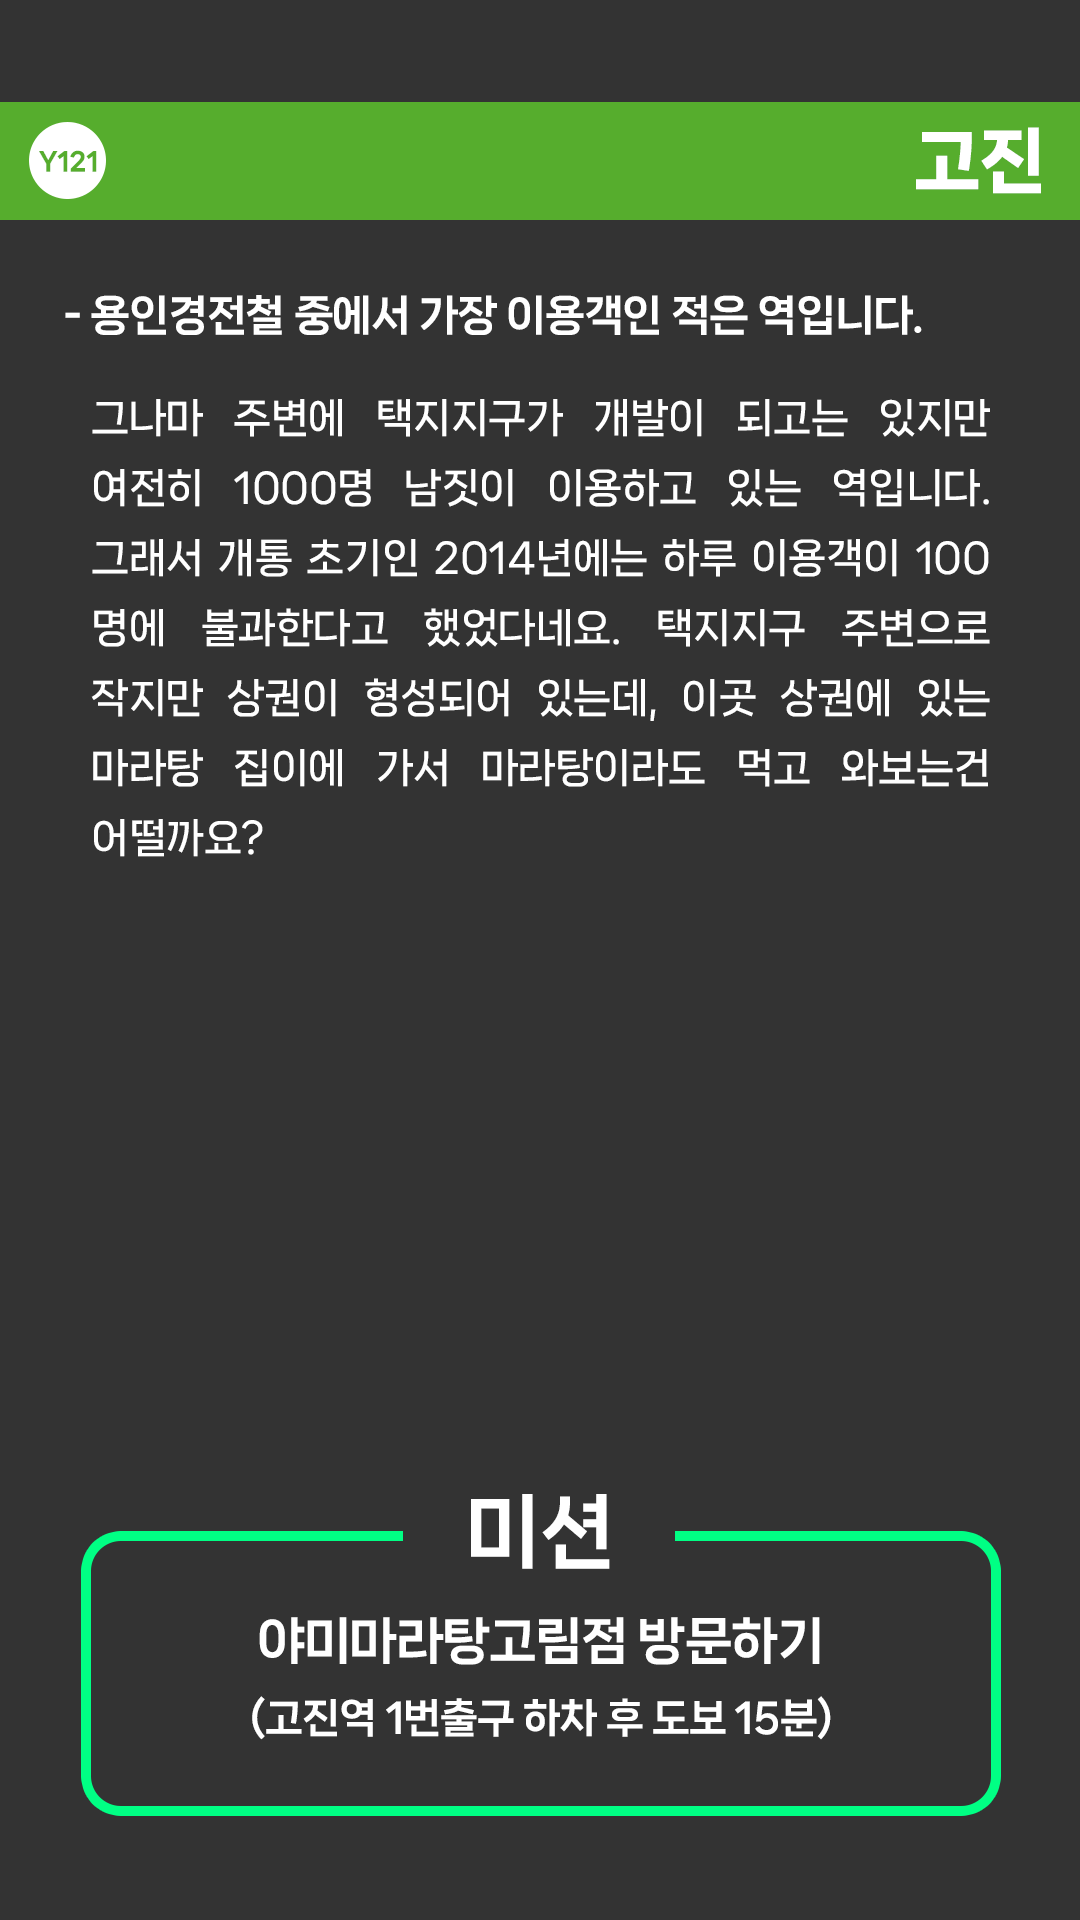 Y121
고진
- 용인경전철 중에서 가장 이용객인 적은 역입니다.
그나마 주변에 택지지구가 개발이 되고는 있지만
여전히 1000명 남짓이 이용하고 있는 역입니다.
그래서 개통 초기인 2014년에는 하루 이용객이 100
명에 불과한다고 했었다네요. 택지지구 주변으로
작지만 상권이 형성되어 있는데, 이곳 상권에 있는
마라탕 집이에 가서 마라탕이라도 먹고 와보는건
어떨까요?
미션
야미마라탕고림점 방문하기
(고진역 1번출구 하차 후 도보 15분)